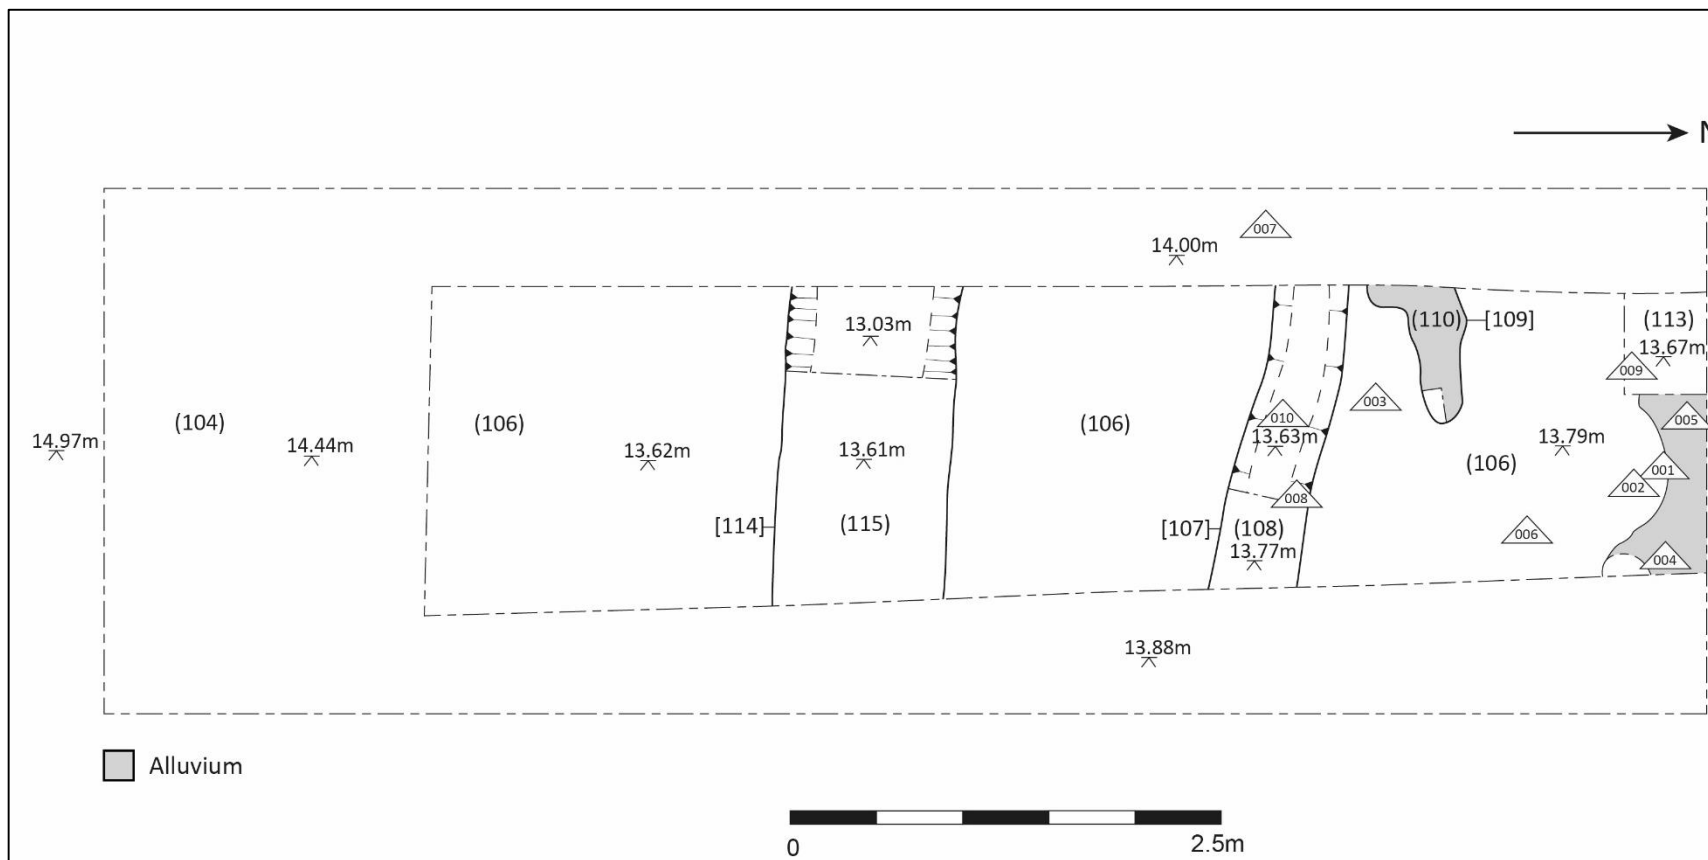 N
007
14.00m
13.03m
(110)
[109]
(113)
13.67m
009
003
010
005
(104)
(106)
(106)
14.97m
14.44m
13.62m
13.61m
13.63m
13.79m
(106)
001
002
008
[114]
(115)
[107]
(108)
006
13.77m
004
13.88m
Alluvium
0
2.5m